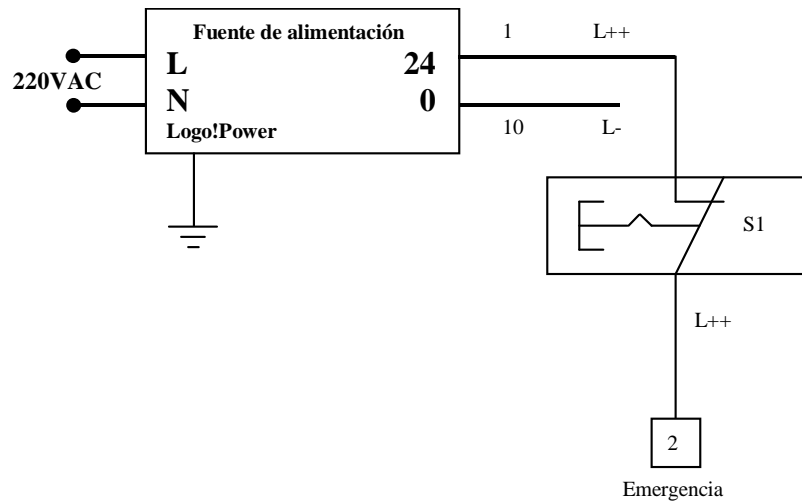 Fuente de alimentación
1
L++
L
24
220VAC
N
0
Logo!Power
10
L-
S1
L++
2
Emergencia